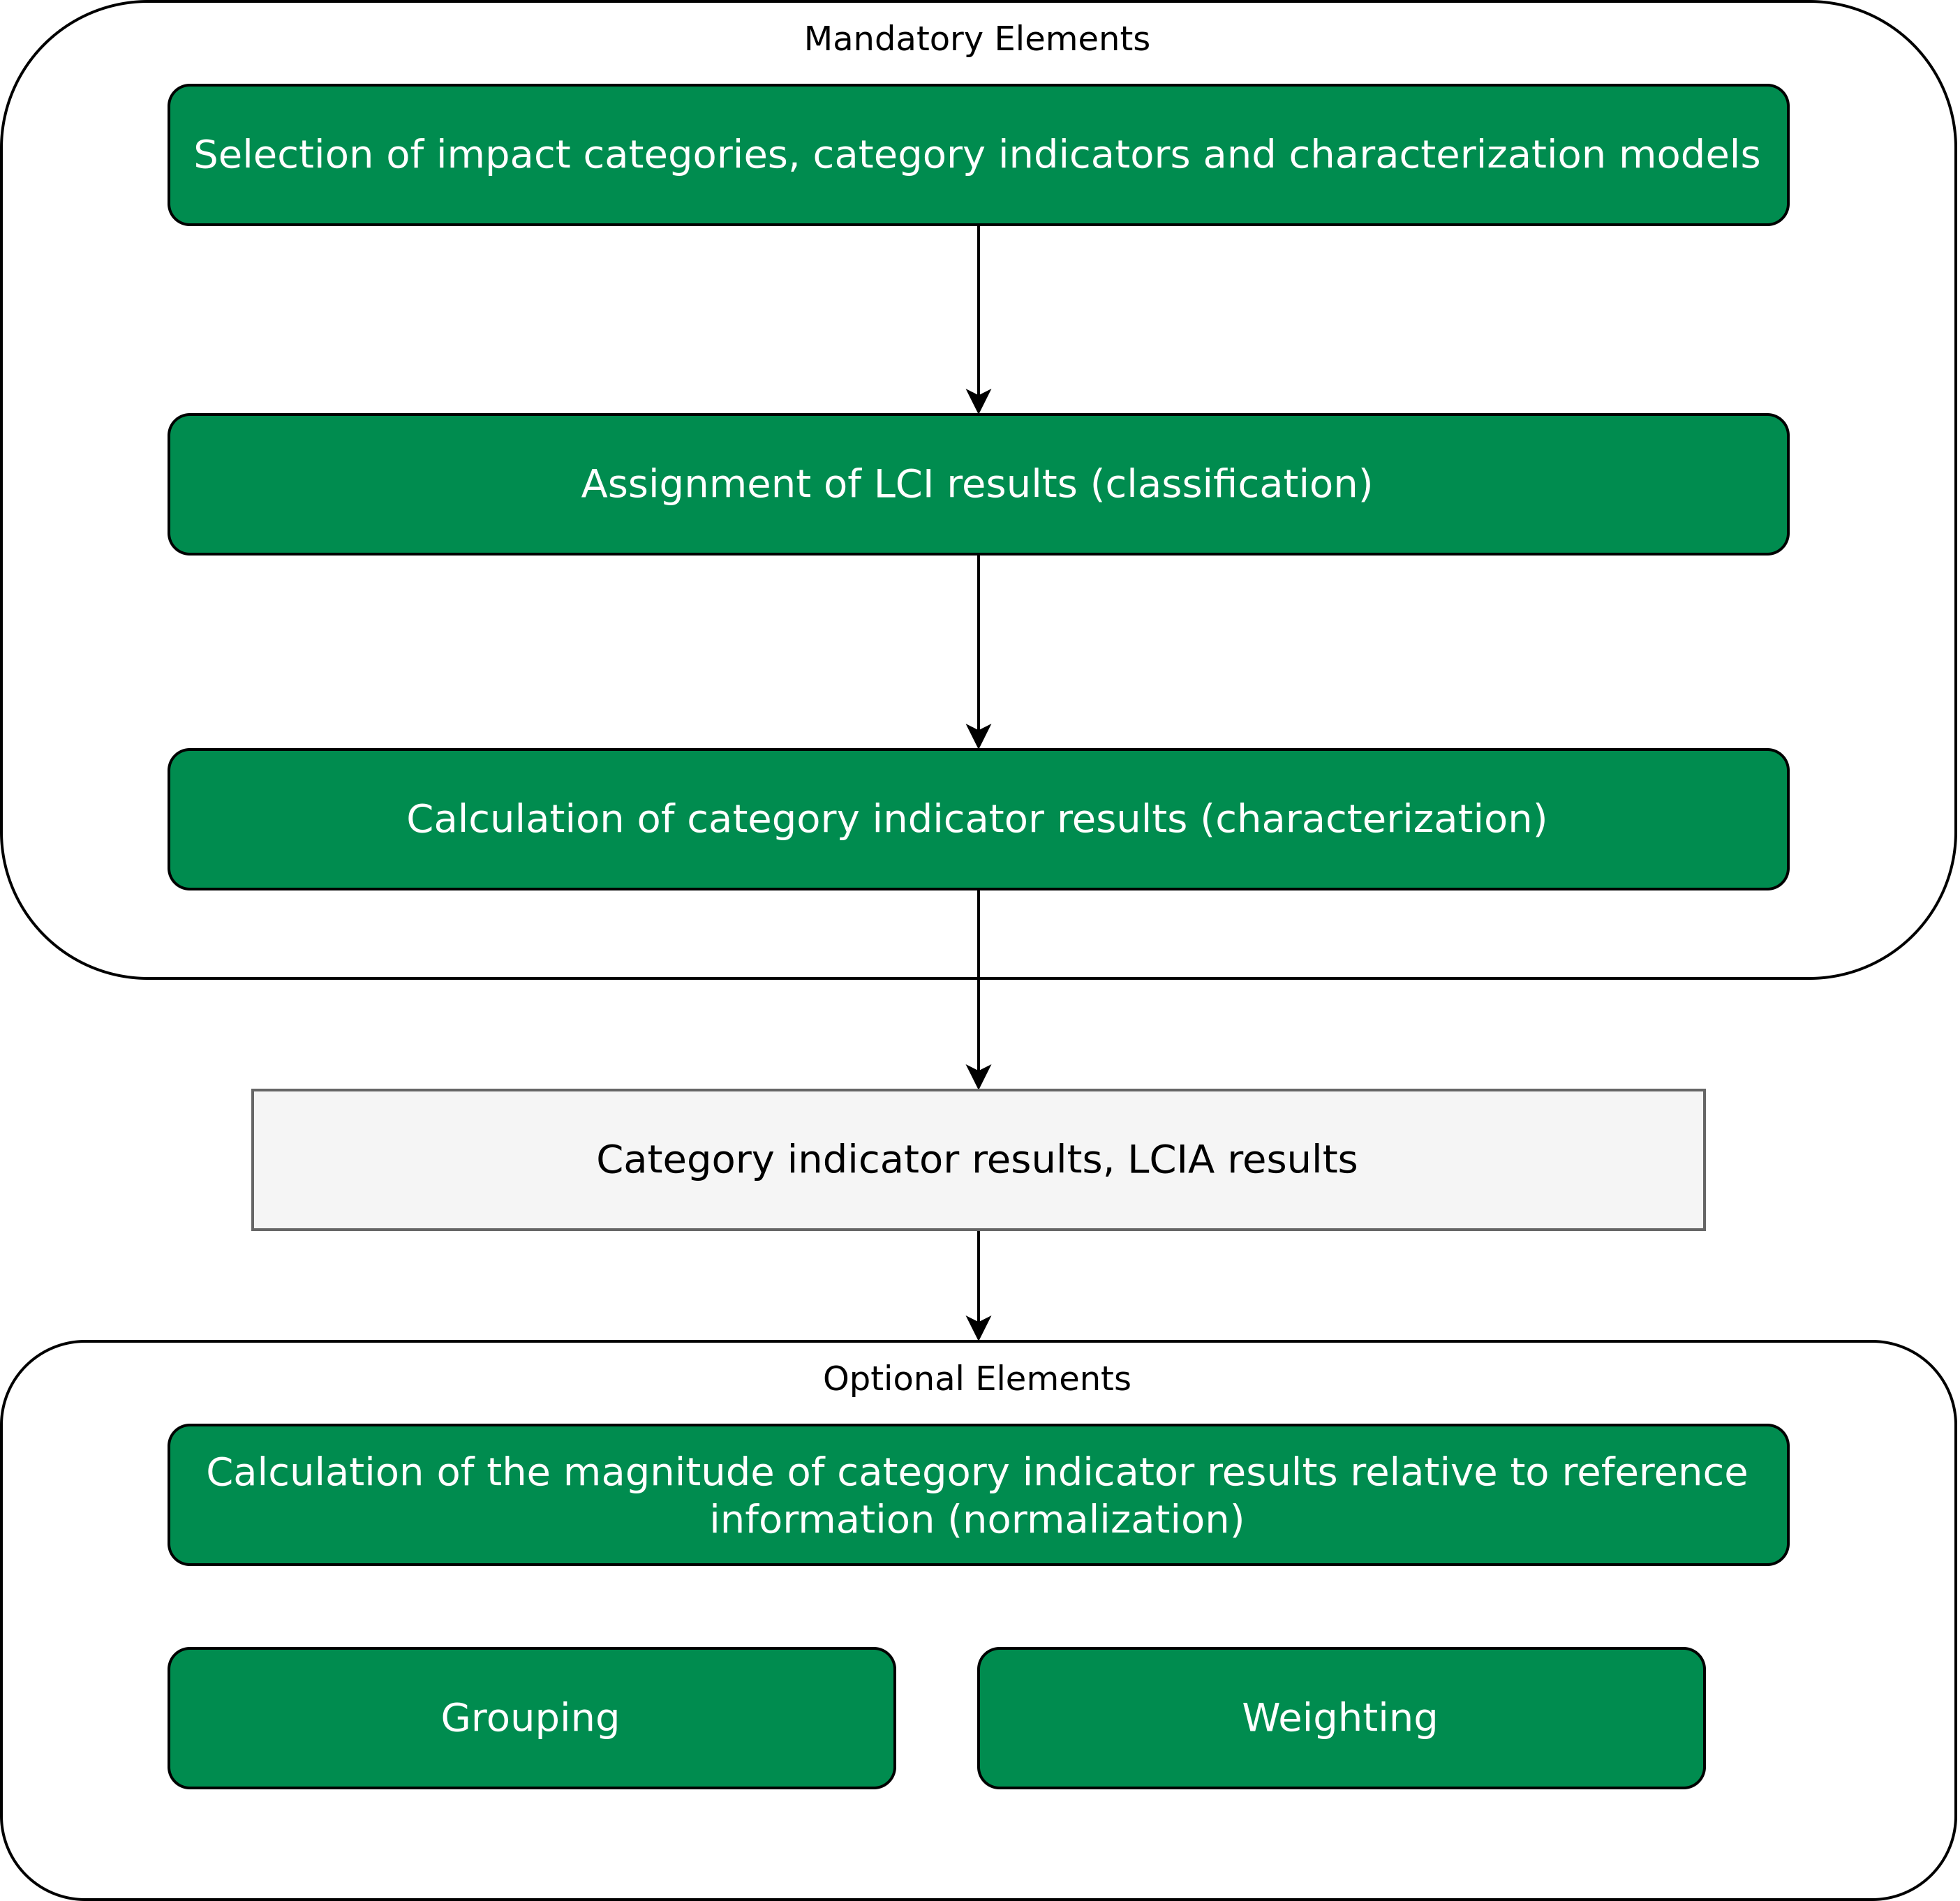 Mandatory Elements
Selection of impact categories, category indicators and characterization models
Assignment of LCI results (classification)
Calculation of category indicator results (characterization)
Category indicator results, LCIA results
Optional Elements
Calculation of the magnitude of category indicator results relative to reference
information (normalization)
Grouping
Weighting